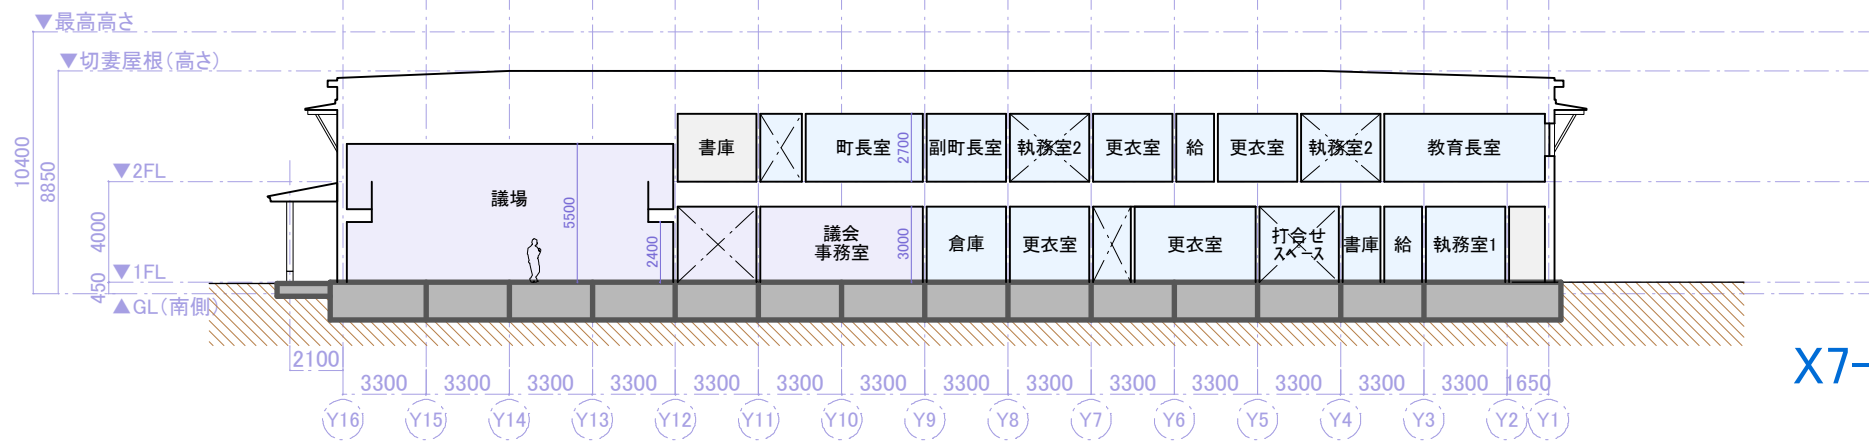 ▼最高高さ
▼切妻屋根(高さ)
10400
8850
▼2FL
4000
▼1FL
450
▲GL(南側)
書庫
町長室
2700
副町長室
執務室2
更衣室
給
更衣室
執務室2
教育長室
議場
5500
2400
議会
事務室
3000
倉庫
更衣室
更衣室
打合せ
スペース
書庫
給
執務室1
2100
3300 3300 3300 3300 3300 3300 3300 3300 3300 3300 3300 3300 3300 3300 1650
Y16 Y15 Y14 Y13 Y12 Y11 Y10 Y9 Y8 Y7 Y6 Y5 Y4 Y3 Y2 Y1
X7-